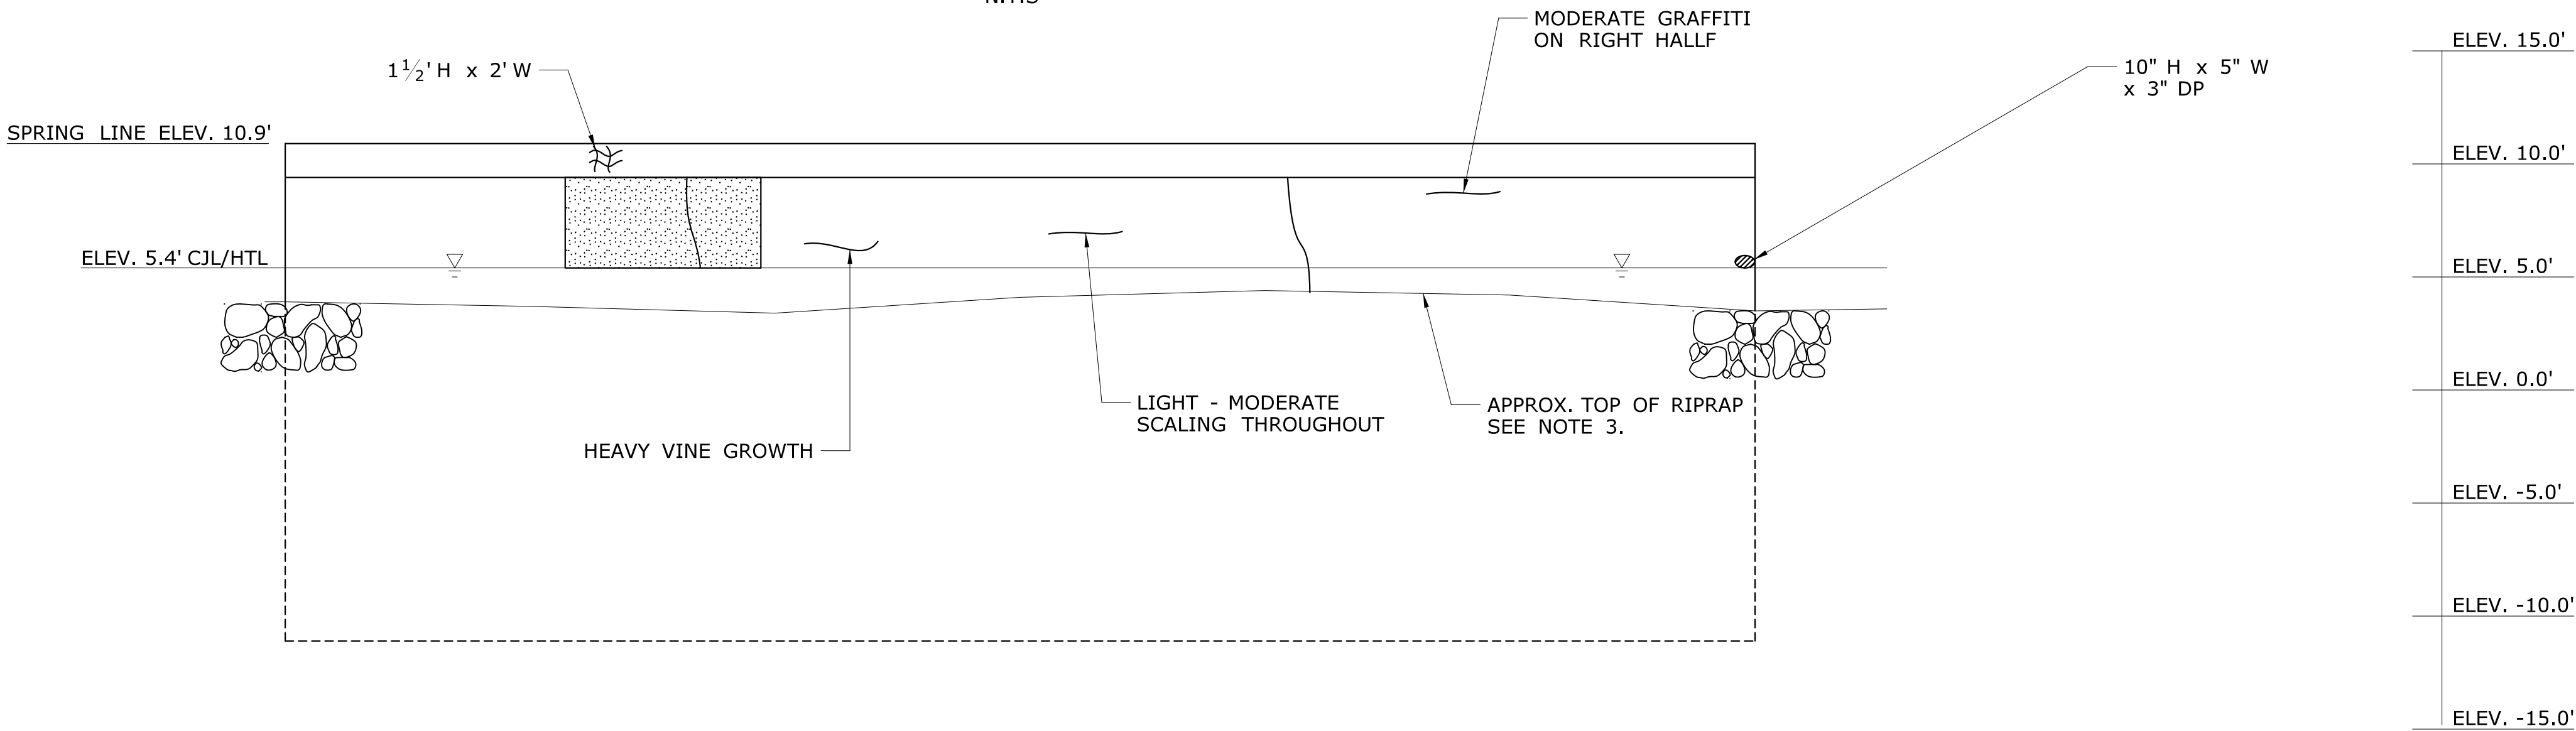 N.T.S
MODERATE GRAFFITI
ON RIGHT HALLF
ELEV. 15.0'
1 1/2' H x 2' W
10" H x 5" W
x 3" DP
SPRING LINE ELEV. 10.9'
ELEV. 10.0'
ELEV. 5.4' CJL/HTL
ELEV. 5.0'
ELEV. 0.0'
LIGHT - MODERATE
SCALING THROUGHOUT
APPROX. TOP OF RIPRAP
SEE NOTE 3.
HEAVY VINE GROWTH
ELEV. -5.0'
ELEV. -10.0'
ELEV. -15.0'